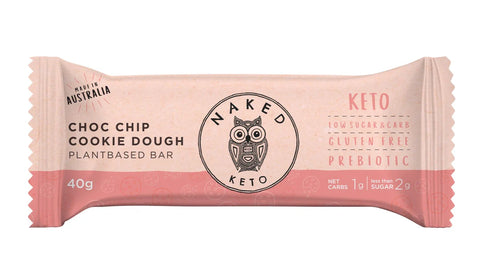 MADE IN
AUSTRALIA
CHOC CHIP
COOKIE DOUGH
PLANTBASED BAR
40g
NAKED
KETO
KETO
LOW SUGAR & CARB
GLUTEN FREE
PREBIOTIC
NET CARBS 1g
less than SUGAR 2g